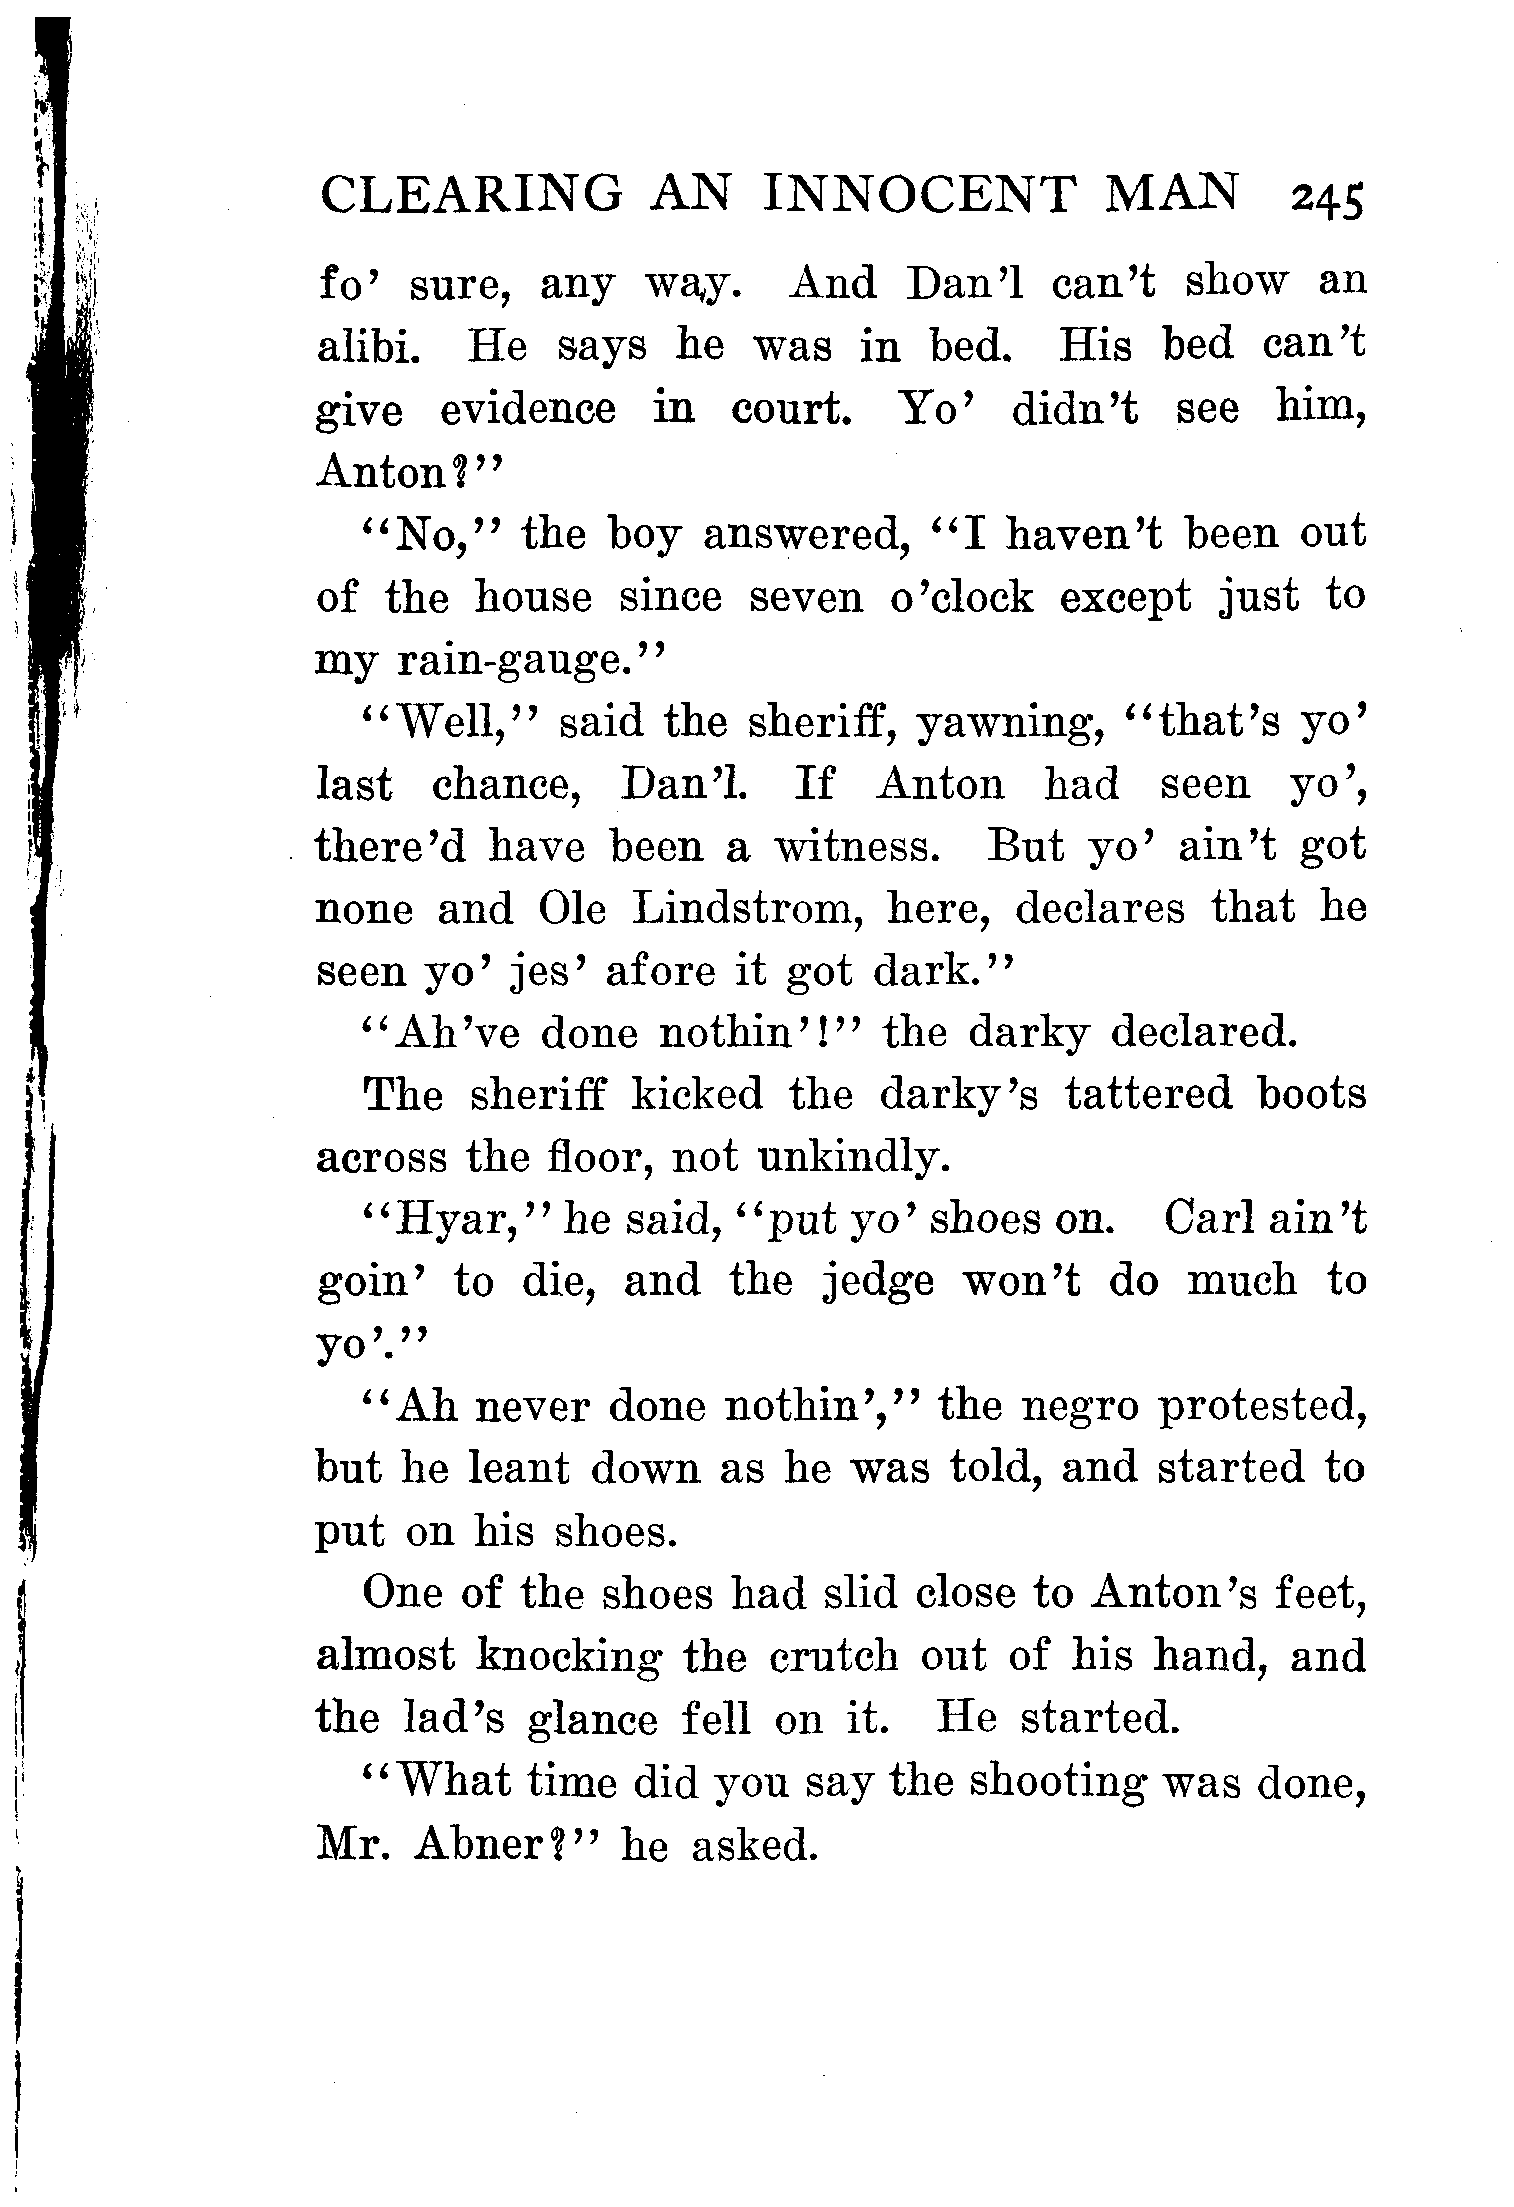 CLEARING AN INNOCENT MAN 245
fo' sure, any way. And Dan'l can't show an
alibi. He says he was in bed. His bed can't
give evidence in court. Yo' didn't see him,
Anton?"
"No," the boy answered, "I haven't been out
of the house since seven o'clock except just to
my rain-gauge."
"Well," said the sheriff, yawning, "that's yo'
last chance, Dan'l. If Anton had seen yo',
there'd have been a witness. But yo' ain't got
none and Ole Lindstrom, here, declares that he
seen yo' jes' afore it got dark."
"Ah've done nothin'!" the darky declared.
The sheriff kicked the darky's tattered boots
across the floor, not unkindly.
"Hyar," he said, "put yo' shoes on. Carl ain't
goin' to die, and the jedge won't do much to
yo'."
"Ah never done nothin'," the negro protested,
but he leant down as he was told, and started to
put on his shoes.
One of the shoes had slid close to Anton's feet,
almost knocking the crutch out of his hand, and
the lad's glance fell on it. He started.
"What time did you say the shooting was done,
Mr. Abner?" he asked.